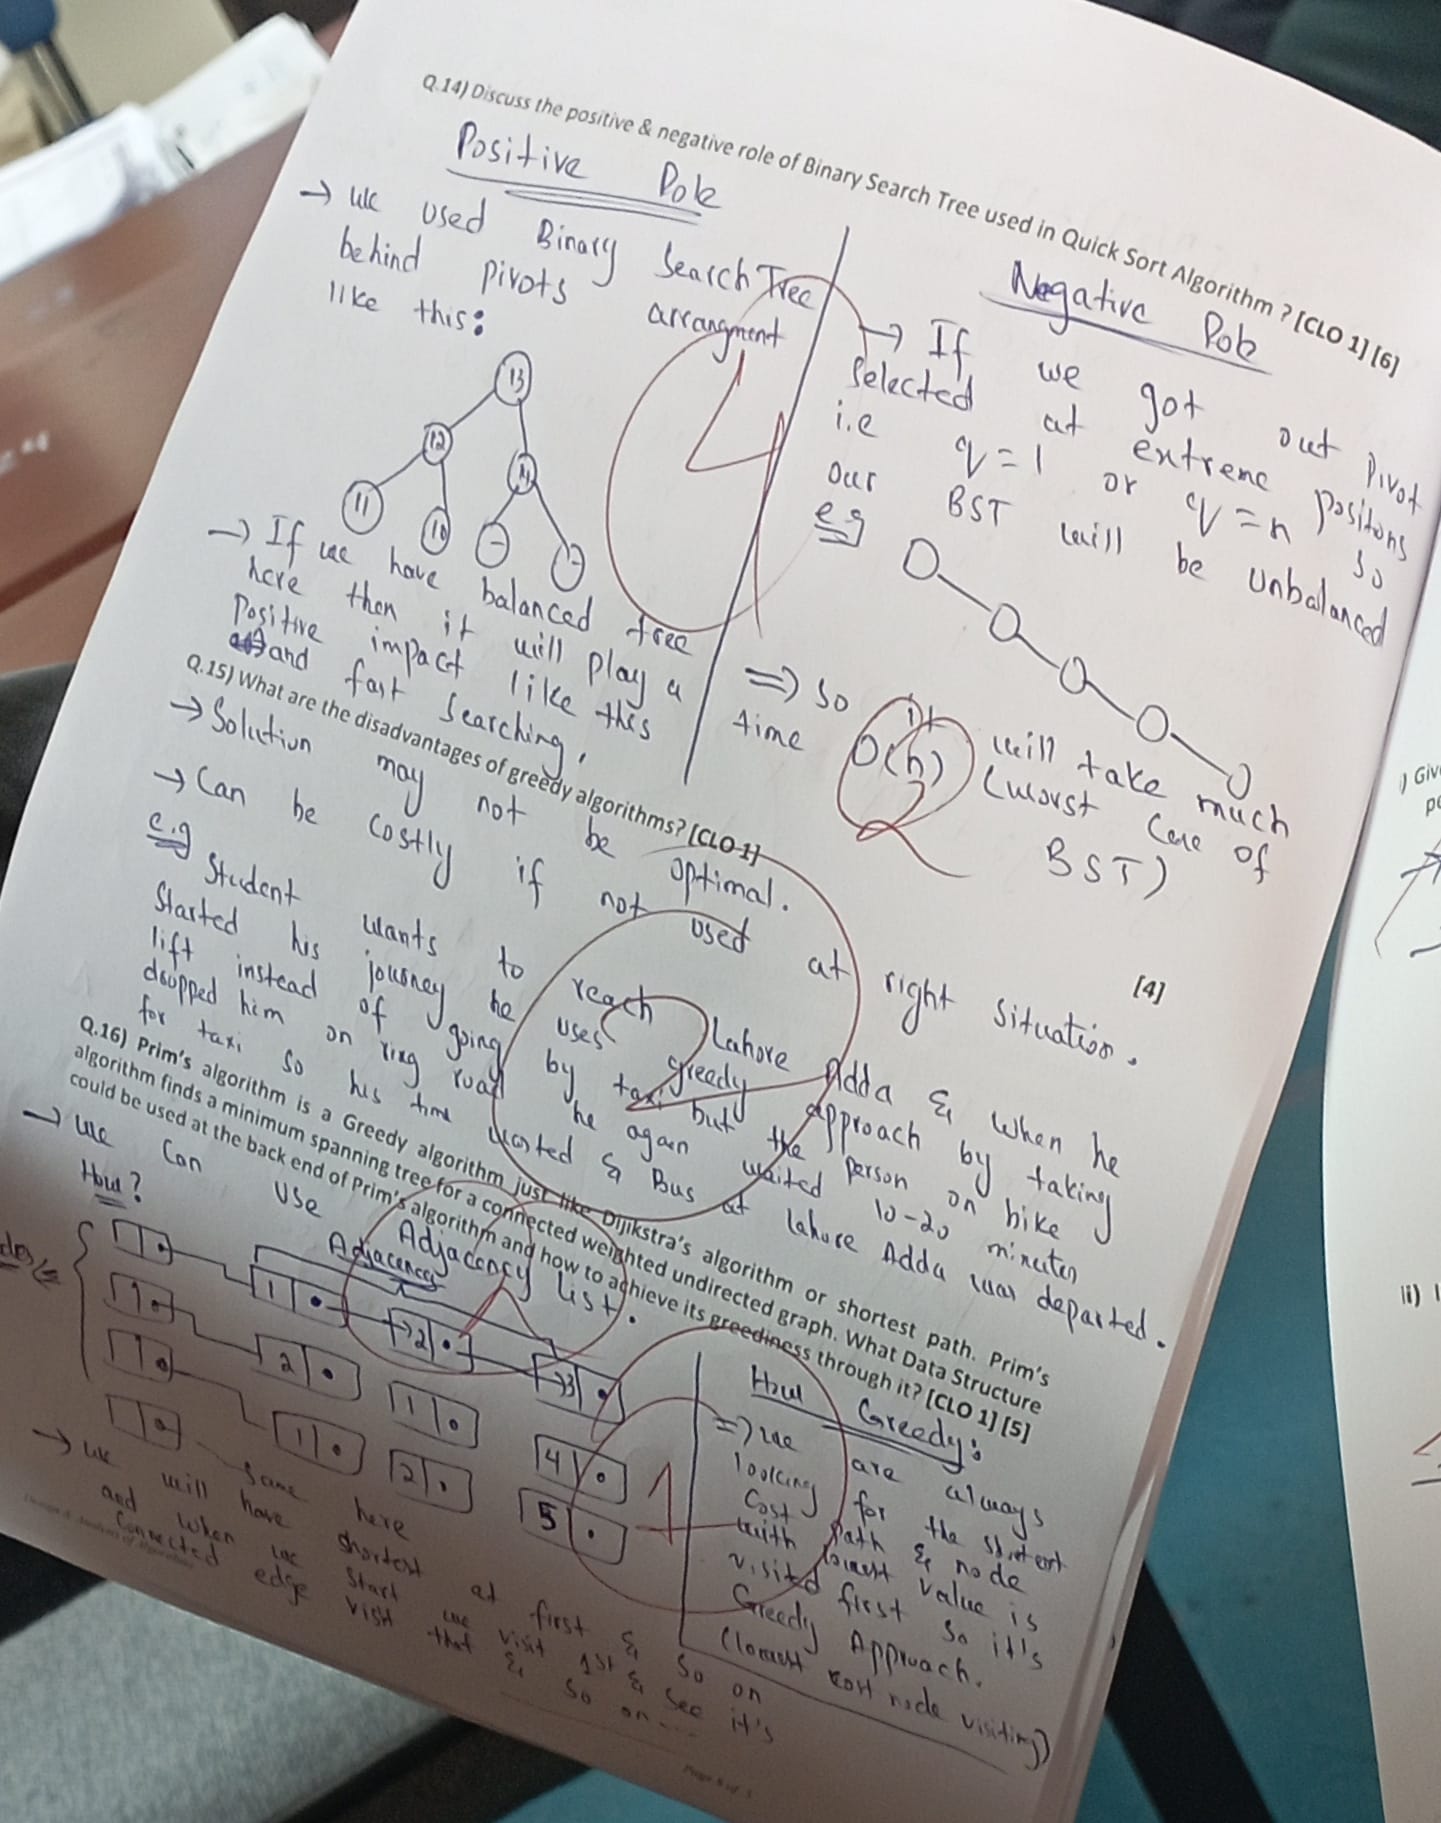 Q.14) Discuss the positive & negative role of Binary Search Tree used in Quick Sort Algorithm ? [CLO 1] [6]
Positive Role
→ We used Binary Search Tree
behind pivots arrangment
like this:
13
12
11
10
→ If we have balanced tree
here then it will play a
Positive impact like this
and fast searching.
Negative Role
→ If we got out pivot
selected at extreme positons
i.e q = 1 or q = n so
our BST will be unbalanced
e.g
⇒ So it will take much
time O(n) (worst Case of
BST)
4
2
Q.15) What are the disadvantages of greedy algorithms? [CLO 1] [4]
→ Solution may not be optimal.
→ Can be costly if not used at right situation.
e.g Student wants to reach Lahore Adda & when he
started his journey he uses greedy approach by taking
lift instead of going by taxi but the person on bike
dropped him on ring road he again waited 10-20 minutes
for taxi so his time wasted & Bus at Lahore Adda was departed.
2
Q.16) Prim's algorithm is a Greedy algorithm just like Dijikstra's algorithm or shortest path. Prim's
algorithm finds a minimum spanning tree for a connected weighted undirected graph. What Data Structure
could be used at the back end of Prim's algorithm and how to achieve its greediness through it? [CLO 1] [5]
→ We Can Use Adjacency list.
How? Adjacency
1 2 3
2 1 4
1 2 5
same here
→ We will have shortest at first & so on
and when we start we visit 1st & see it's
connected edge visit that & so on ....
How Greedy:
⇒ We are always
looking for the shortest
Cost path & node
with lowest value is
visited first so it's
Greedy Approach.
(lowest cost node visiting)
1
Design & Analysis of Algorithms
ii)